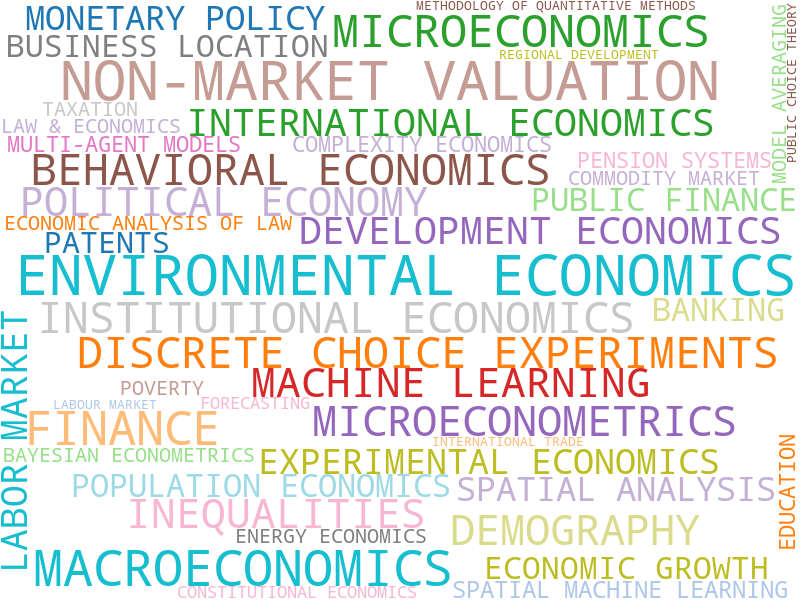 METHODOLOGY OF QUANTITATIVE METHODS
MONETARY POLICY
MICROECONOMICS
BUSINESS LOCATION
REGIONAL DEVELOPMENT
MODEL AVERAGING
PUBLIC CHOICE THEORY
NON-MARKET VALUATION
TAXATION
INTERNATIONAL ECONOMICS
LAW & ECONOMICS
MULTI-AGENT MODELS
COMPLEXITY ECONOMICS
BEHAVIORAL ECONOMICS
PENSION SYSTEMS
COMMODITY MARKET
POLITICAL ECONOMY
PUBLIC FINANCE
ECONOMIC ANALYSIS OF LAW
DEVELOPMENT ECONOMICS
PATENTS
ENVIRONMENTAL ECONOMICS
INSTITUTIONAL ECONOMICS
BANKING
LABOR MARKET
DISCRETE CHOICE EXPERIMENTS
POVERTY
MACHINE LEARNING
LABOUR MARKET
FORECASTING
FINANCE
MICROECONOMETRICS
INTERNATIONAL TRADE
BAYESIAN ECONOMETRICS
EXPERIMENTAL ECONOMICS
EDUCATION
POPULATION ECONOMICS
SPATIAL ANALYSIS
INEQUALITIES
DEMOGRAPHY
ENERGY ECONOMICS
MACROECONOMICS
ECONOMIC GROWTH
CONSTITUTIONAL ECONOMICS
SPATIAL MACHINE LEARNING